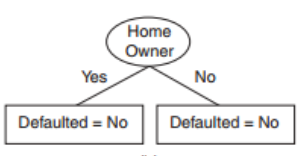 Home
Owner
Yes
No
Defaulted = No
Defaulted = No